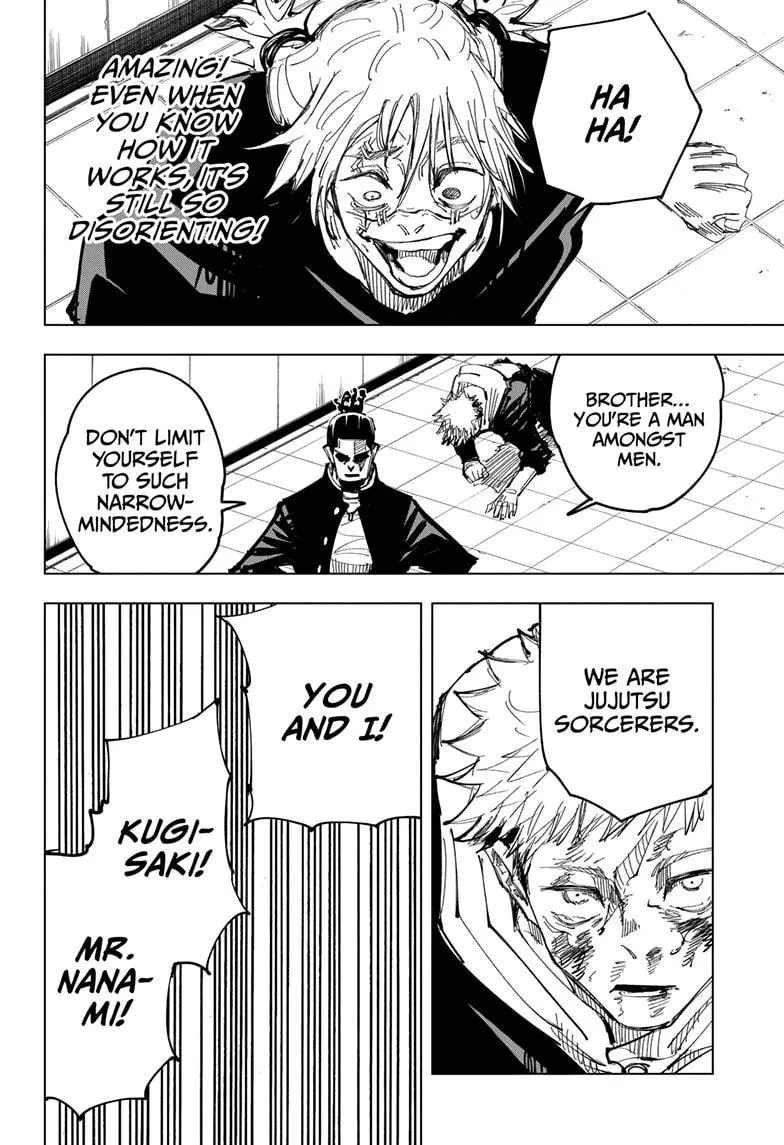 HA
HA!
AMAZING!
EVEN WHEN
YOU KNOW
HOW IT
WORKS, IT'S
STILL SO
DISORIENTING!
BROTHER...
YOU'RE A MAN
AMONGST
MEN.
DON'T LIMIT
YOURSELF
TO SUCH
NARROW-
MINDEDNESS.
WE ARE
JUJUTSU
SORCERERS.
YOU
AND I!
KUGI-
SAKI!
MR.
NANA-
MI!